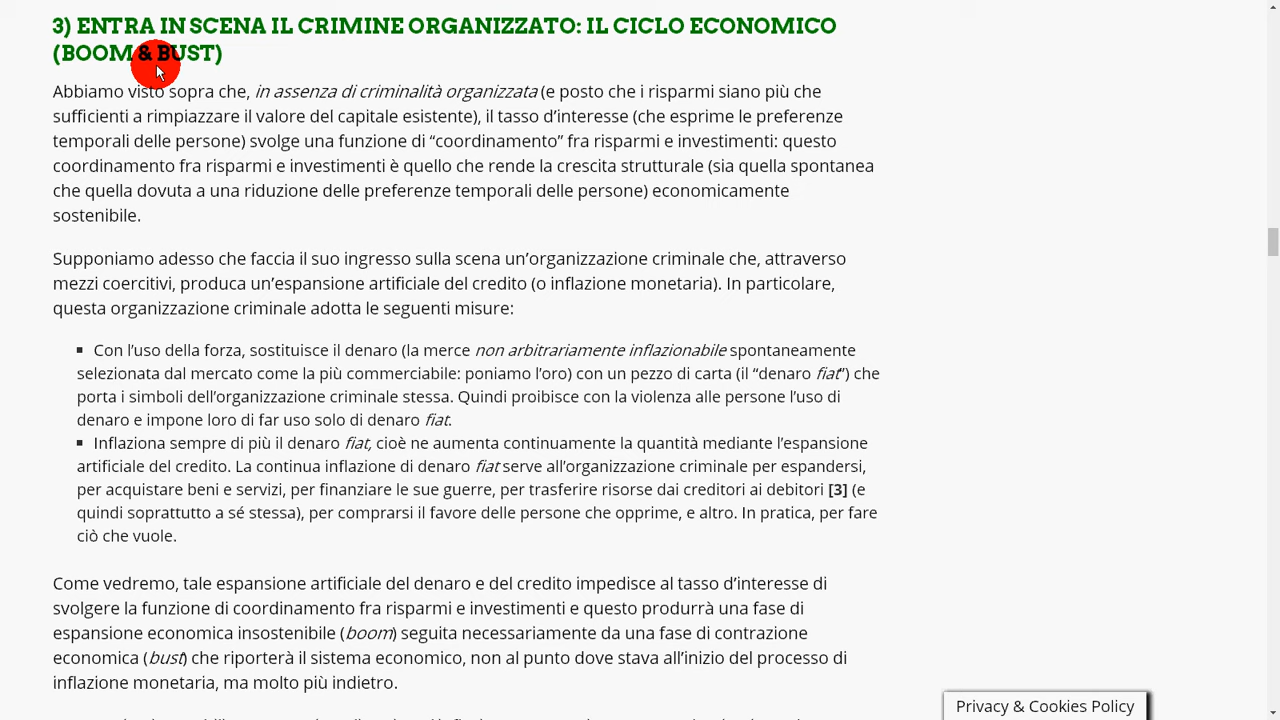 3) ENTRA IN SCENA IL CRIMINE ORGANIZZATO: IL CICLO ECONOMICO
(BOOM & BUST)
Abbiamo visto sopra che, in assenza di criminalità organizzata (e posto che i risparmi siano più che
sufficienti a rimpiazzare il valore del capitale esistente), il tasso d’interesse (che esprime le preferenze
temporali delle persone) svolge una funzione di “coordinamento” fra risparmi e investimenti: questo
coordinamento fra risparmi e investimenti è quello che rende la crescita strutturale (sia quella spontanea
che quella dovuta a una riduzione delle preferenze temporali delle persone) economicamente
sostenibile.
Supponiamo adesso che faccia il suo ingresso sulla scena un’organizzazione criminale che, attraverso
mezzi coercitivi, produca un’espansione artificiale del credito (o inflazione monetaria). In particolare,
questa organizzazione criminale adotta le seguenti misure:
▪ Con l’uso della forza, sostituisce il denaro (la merce non arbitrariamente inflazionabile spontaneamente
selezionata dal mercato come la più commerciabile: poniamo l’oro) con un pezzo di carta (il “denaro fiat”) che
porta i simboli dell’organizzazione criminale stessa. Quindi proibisce con la violenza alle persone l’uso di
denaro e impone loro di far uso solo di denaro fiat.
▪ Inflaziona sempre di più il denaro fiat, cioè ne aumenta continuamente la quantità mediante l’espansione
artificiale del credito. La continua inflazione di denaro fiat serve all’organizzazione criminale per espandersi,
per acquistare beni e servizi, per finanziare le sue guerre, per trasferire risorse dai creditori ai debitori [3] (e
quindi soprattutto a sé stessa), per comprarsi il favore delle persone che opprime, e altro. In pratica, per fare
ciò che vuole.
Come vedremo, tale espansione artificiale del denaro e del credito impedisce al tasso d’interesse di
svolgere la funzione di coordinamento fra risparmi e investimenti e questo produrrà una fase di
espansione economica insostenibile (boom) seguita necessariamente da una fase di contrazione
economica (bust) che riporterà il sistema economico, non al punto dove stava all’inizio del processo di
inflazione monetaria, ma molto più indietro.
Privacy & Cookies Policy